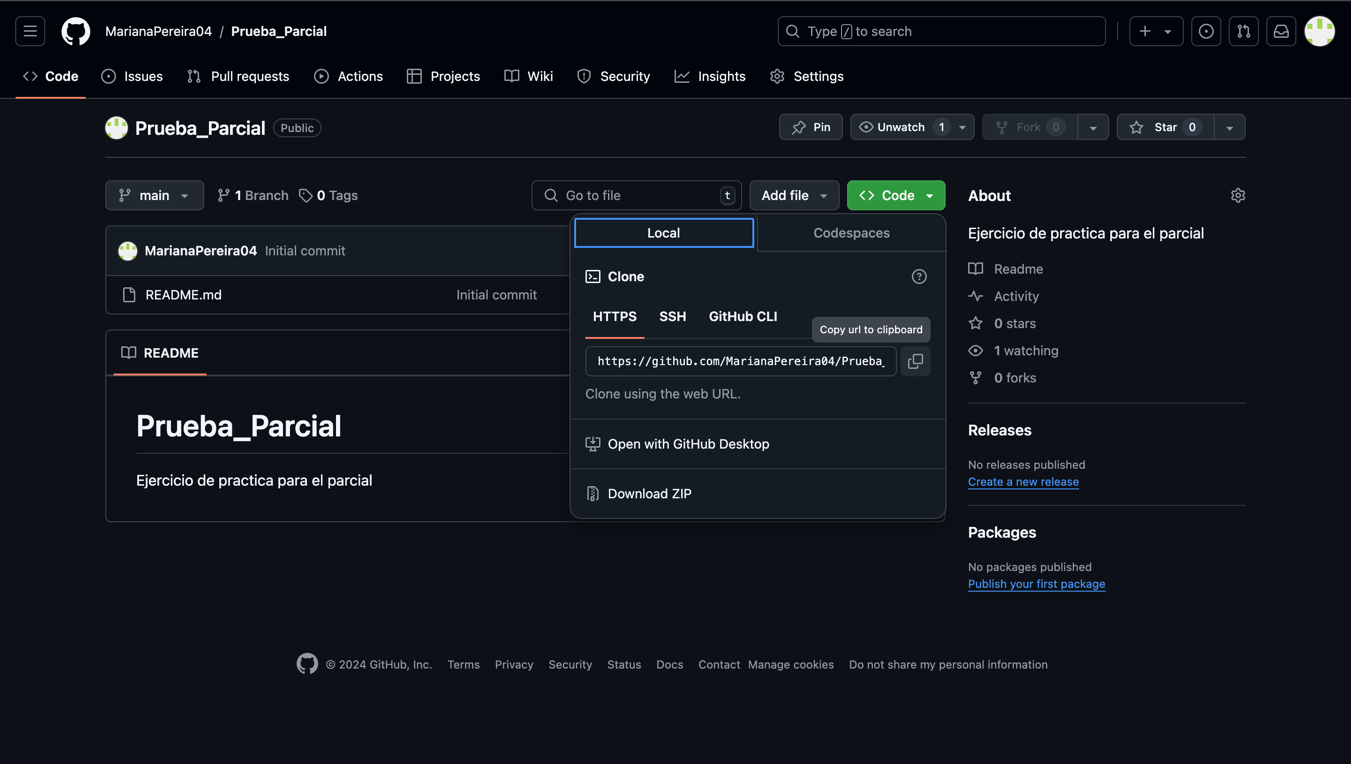 MarianaPereira04 / Prueba_Parcial
Type / to search
Code Issues Pull requests Actions Projects Wiki Security Insights Settings
Prueba_Parcial Public
Pin Unwatch 1 Fork 0 Star 0
main 1 Branch 0 Tags
Go to file t Add file Code
MarianaPereira04 Initial commit
README.md Initial commit
README
Prueba_Parcial
Ejercicio de practica para el parcial
Local Codespaces
Clone
HTTPS SSH GitHub CLI
Copy url to clipboard
https://github.com/MarianaPereira04/Prueba_
Clone using the web URL.
Open with GitHub Desktop
Download ZIP
About
Ejercicio de practica para el parcial
Readme
Activity
0 stars
1 watching
0 forks
Releases
No releases published
Create a new release
Packages
No packages published
Publish your first package
© 2024 GitHub, Inc. Terms Privacy Security Status Docs Contact Manage cookies Do not share my personal information